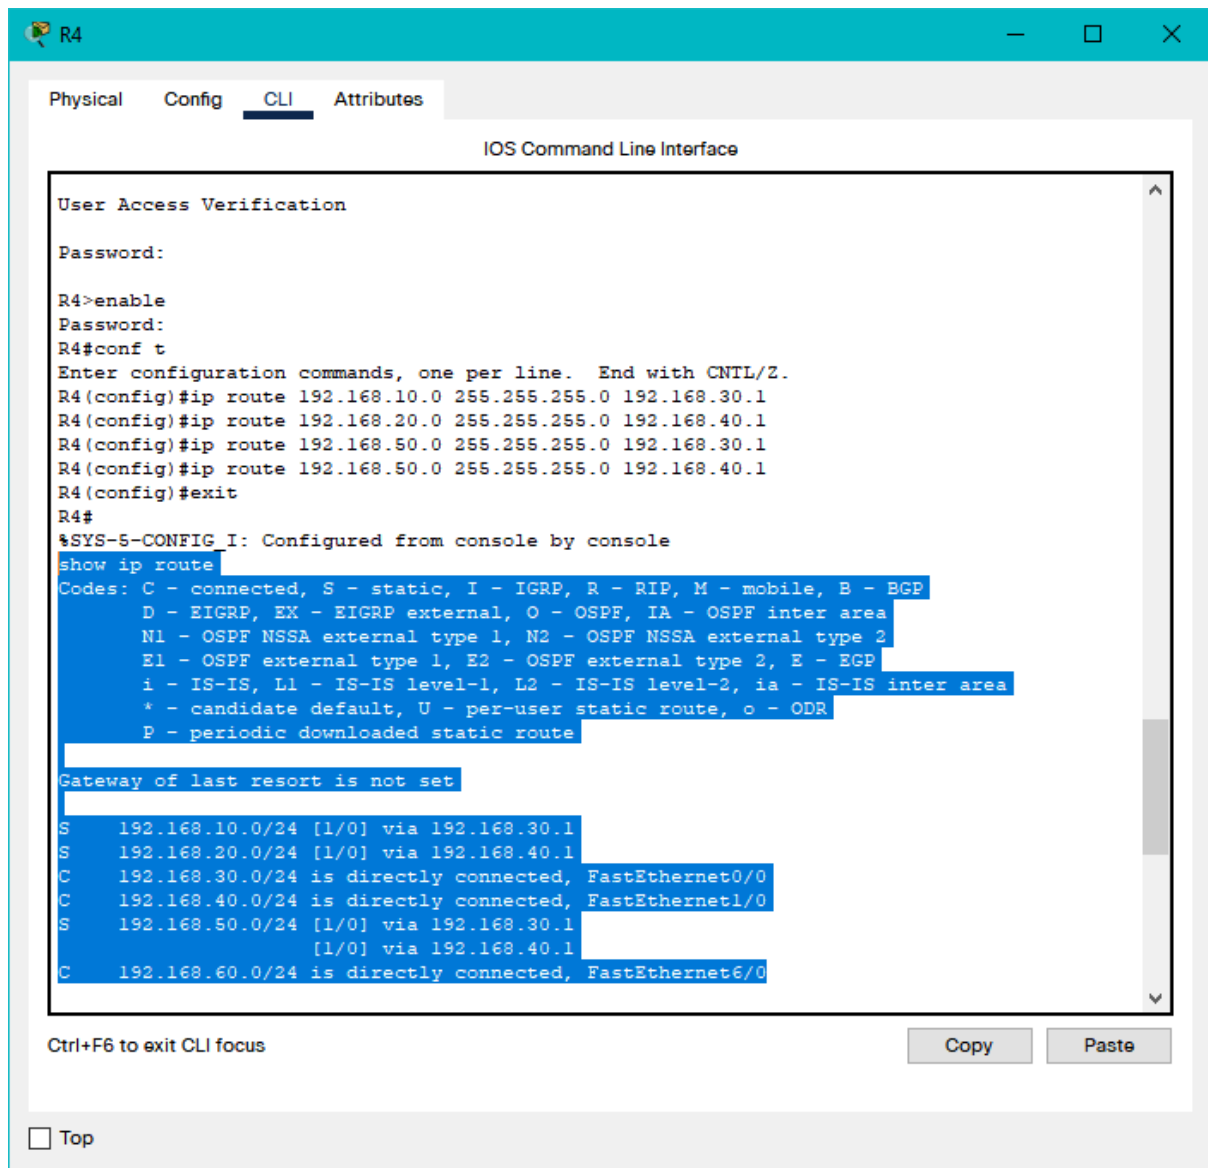 R4
Physical Config CLI Attributes
IOS Command Line Interface
User Access Verification
Password:
R4>enable
Password:
R4#conf t
Enter configuration commands, one per line.  End with CNTL/Z.
R4(config)#ip route 192.168.10.0 255.255.255.0 192.168.30.1
R4(config)#ip route 192.168.20.0 255.255.255.0 192.168.40.1
R4(config)#ip route 192.168.50.0 255.255.255.0 192.168.30.1
R4(config)#ip route 192.168.50.0 255.255.255.0 192.168.40.1
R4(config)#exit
R4#
%SYS-5-CONFIG_I: Configured from console by console
show ip route
Codes: C - connected, S - static, I - IGRP, R - RIP, M - mobile, B - BGP
       D - EIGRP, EX - EIGRP external, O - OSPF, IA - OSPF inter area
       N1 - OSPF NSSA external type 1, N2 - OSPF NSSA external type 2
       E1 - OSPF external type 1, E2 - OSPF external type 2, E - EGP
       i - IS-IS, L1 - IS-IS level-1, L2 - IS-IS level-2, ia - IS-IS inter area
       * - candidate default, U - per-user static route, o - ODR
       P - periodic downloaded static route
Gateway of last resort is not set
S    192.168.10.0/24 [1/0] via 192.168.30.1
S    192.168.20.0/24 [1/0] via 192.168.40.1
C    192.168.30.0/24 is directly connected, FastEthernet0/0
C    192.168.40.0/24 is directly connected, FastEthernet1/0
S    192.168.50.0/24 [1/0] via 192.168.30.1
                     [1/0] via 192.168.40.1
C    192.168.60.0/24 is directly connected, FastEthernet6/0
Ctrl+F6 to exit CLI focus
Copy Paste
Top